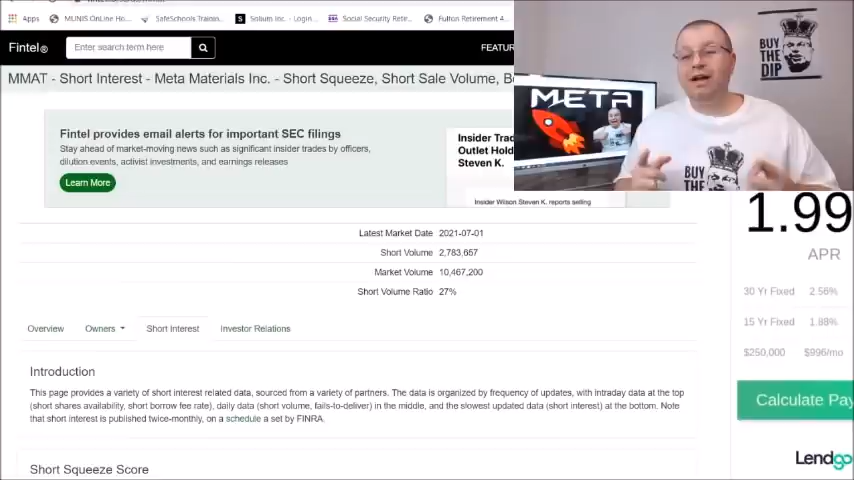 Apps
MUNIS OnLine Ho...
SafeSchools Trainin...
Solium Inc. - Login...
Social Security Retir...
Fulton Retirement 4...
Fintel®
Enter search term here
FEATUR
MMAT - Short Interest - Meta Materials Inc. - Short Squeeze, Short Sale Volume, B
Fintel provides email alerts for important SEC filings
Stay ahead of market-moving news such as significant insider trades by officers,
dilution events, activist investments, and earnings releases
Learn More
Insider Trad
Outlet Hold
Steven K.
Insider Wilson Steven K. reports selling
META
BUY
THE
DIP
BUY
THE
Latest Market Date 2021-07-01
Short Volume 2,783,657
Market Volume 10,467,200
Short Volume Ratio 27%
Overview
Owners
Short Interest
Investor Relations
Introduction
This page provides a variety of short interest related data, sourced from a variety of partners. The data is organized by frequency of updates, with intraday data at the top
(short shares availability, short borrow fee rate), daily data (short volume, fails-to-deliver) in the middle, and the slowest updated data (short interest) at the bottom. Note
that short interest is published twice-monthly, on a schedule a set by FINRA.
Short Squeeze Score
1.99
APR
30 Yr Fixed 2.56%
15 Yr Fixed 1.88%
$250,000 $996/mo
Calculate Pay
Lendgo